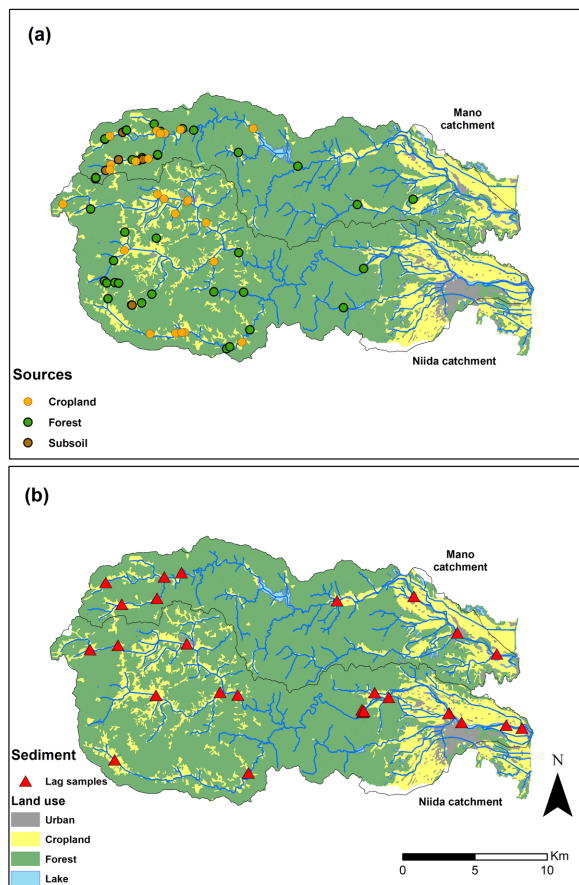 (a)
Mano
catchment
Niida catchment
Sources
Cropland
Forest
Subsoil
(b)
Mano
catchment
Sediment
Lag samples
Land use
Urban
Cropland
Forest
Lake
Niida catchment
N
Km
0 5 10